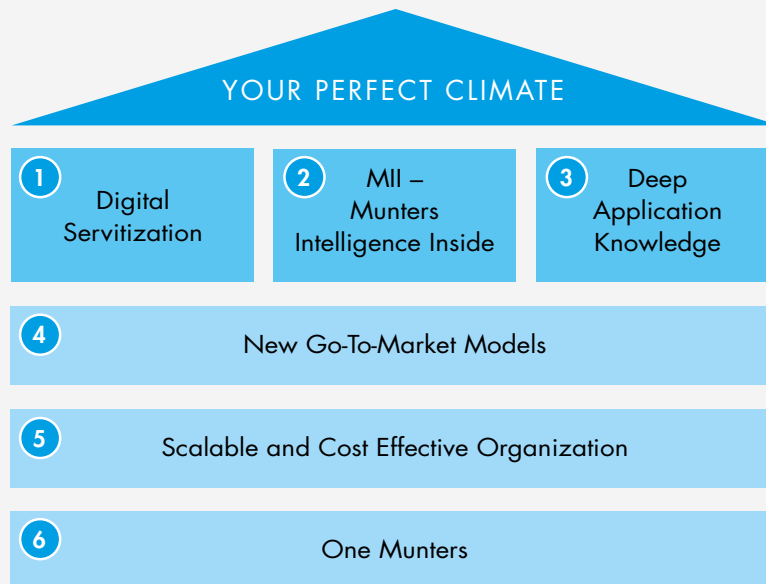 YOUR PERFECT CLIMATE
1
Digital
Servitization
2
MII –
Munters
Intelligence Inside
3
Deep
Application
Knowledge
4
New Go-To-Market Models
5
Scalable and Cost Effective Organization
6
One Munters